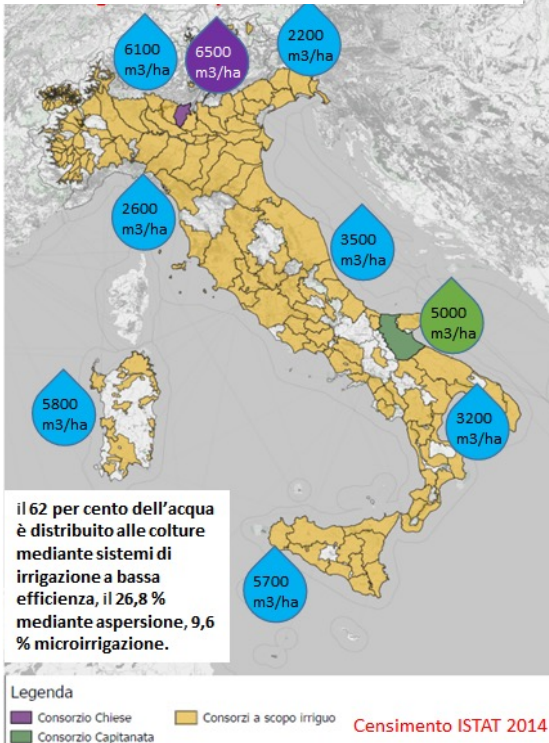 6100
m3/ha
6500
m3/ha
2200
m3/ha
2600
m3/ha
3500
m3/ha
5000
m3/ha
5800
m3/ha
3200
m3/ha
5700
m3/ha
il 62 per cento dell'acqua
è distribuito alle colture
mediante sistemi di
irrigazione a bassa
efficienza, il 26,8 %
mediante aspersione, 9,6
% microirrigazione.
Legenda
Consorzio Chiese
Consorzi a scopo irriguo
Consorzio Capitanata
Censimento ISTAT 2014